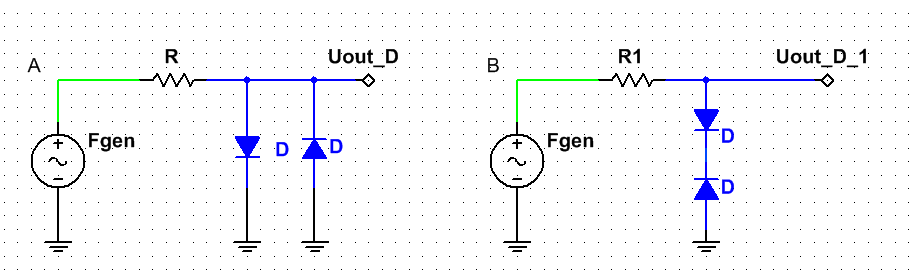 A
R
Uout_D
Fgen
+
−
D
D
B
R1
Uout_D_1
Fgen
+
−
D
D